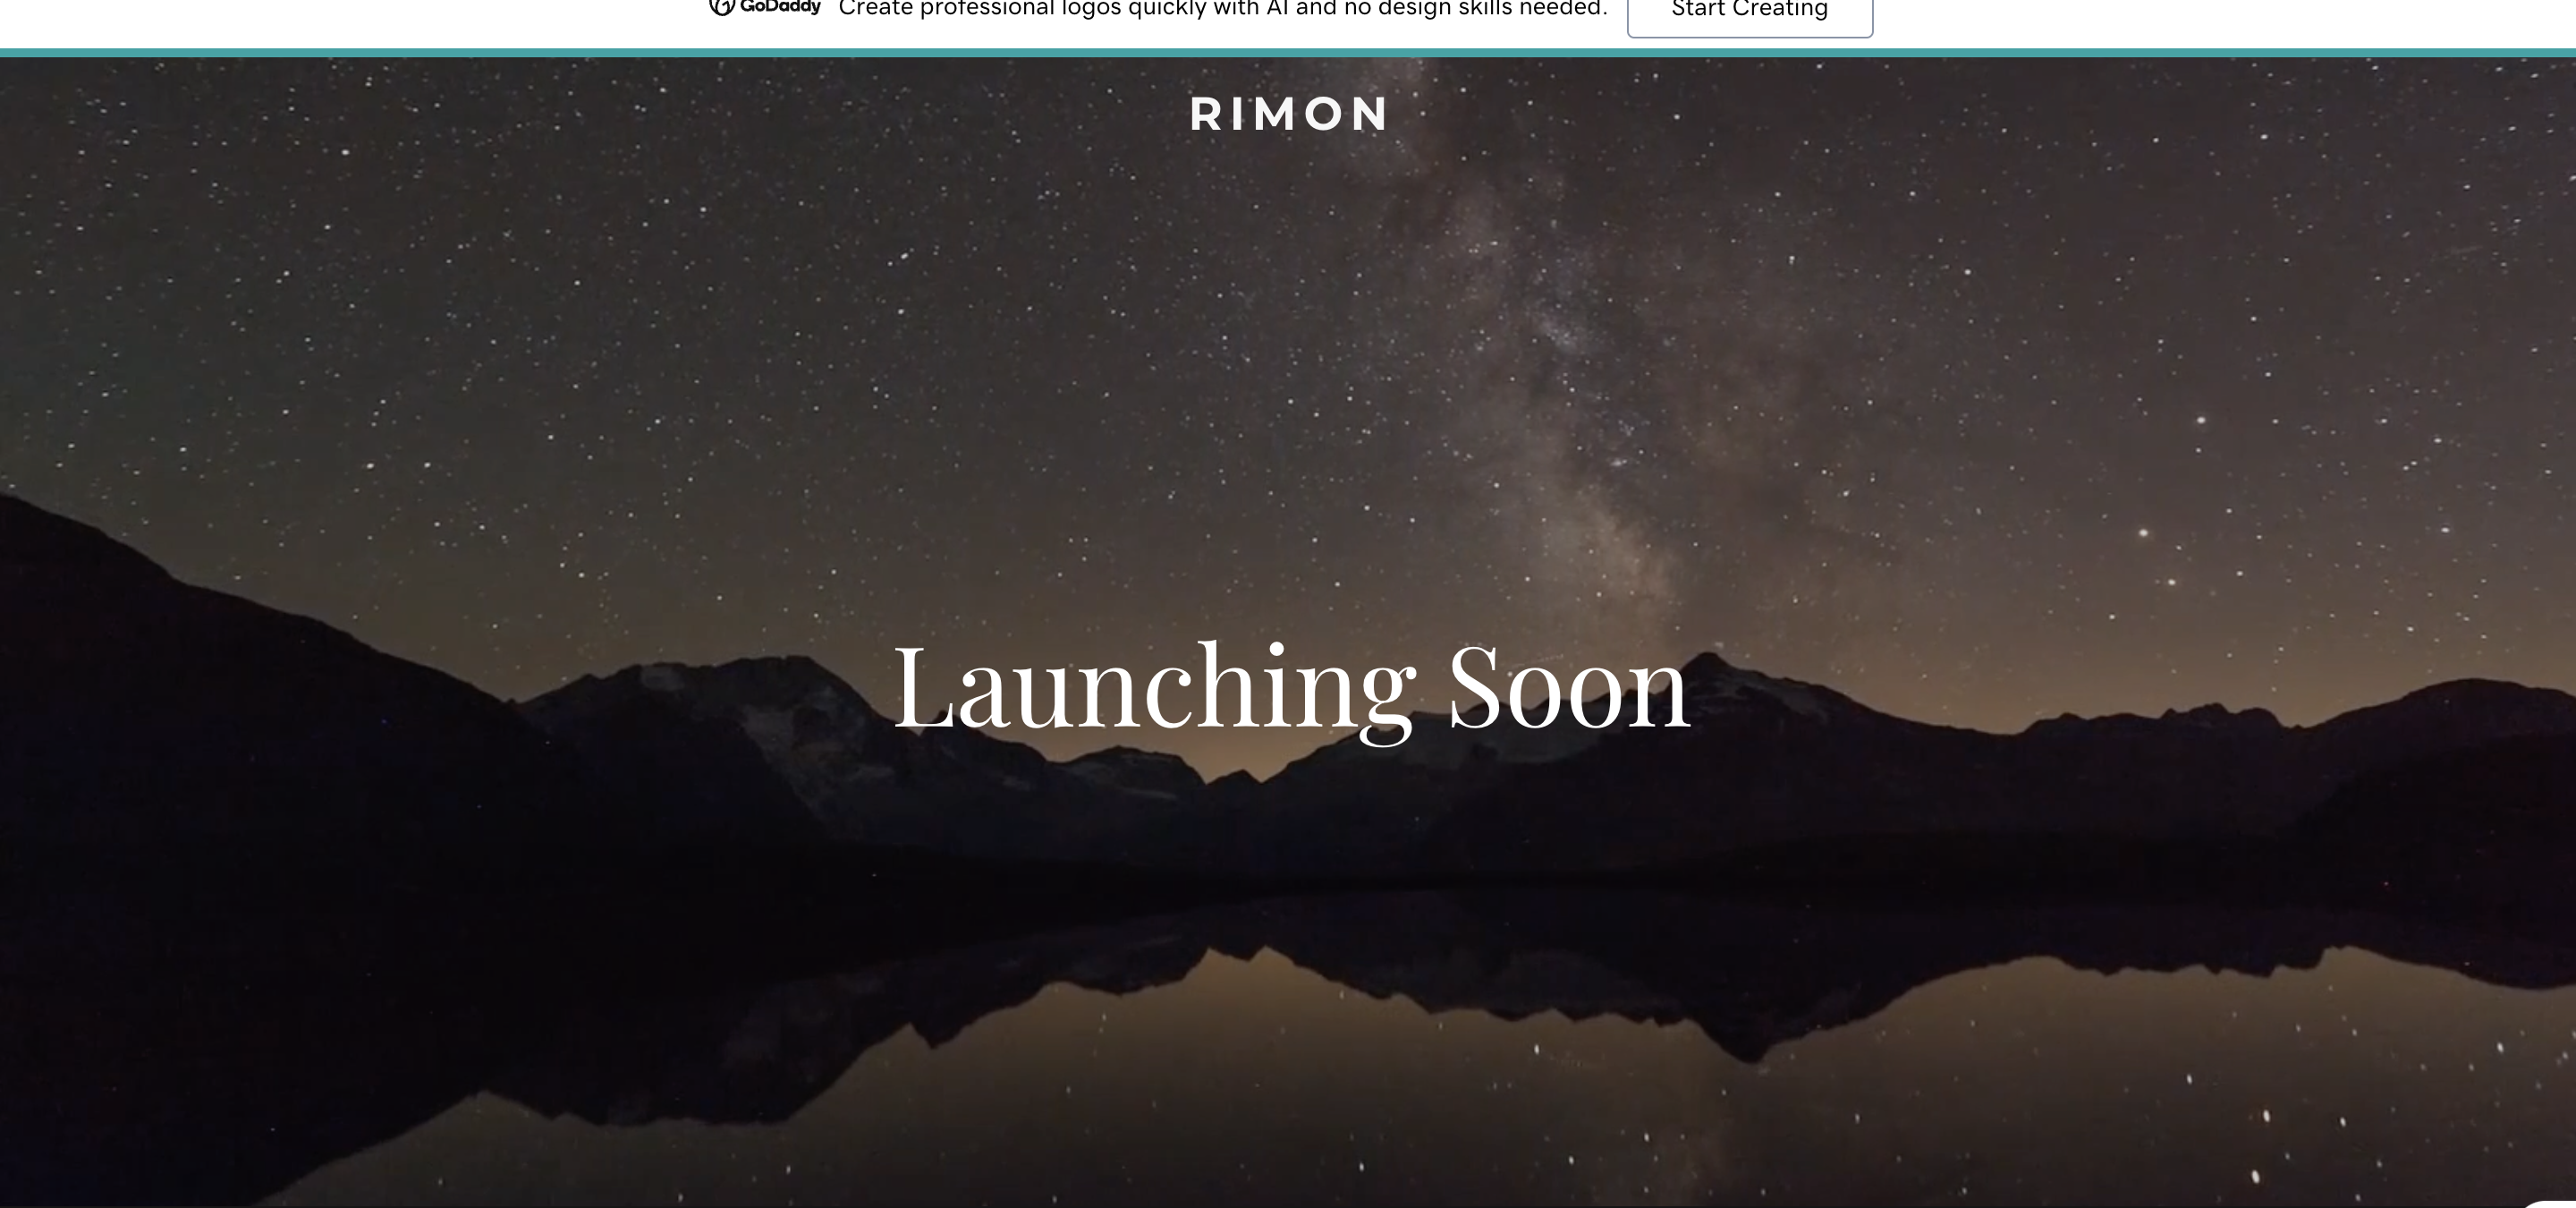 GoDaddy Create professional logos quickly with AI and no design skills needed. Start Creating
RIMON
Launching Soon